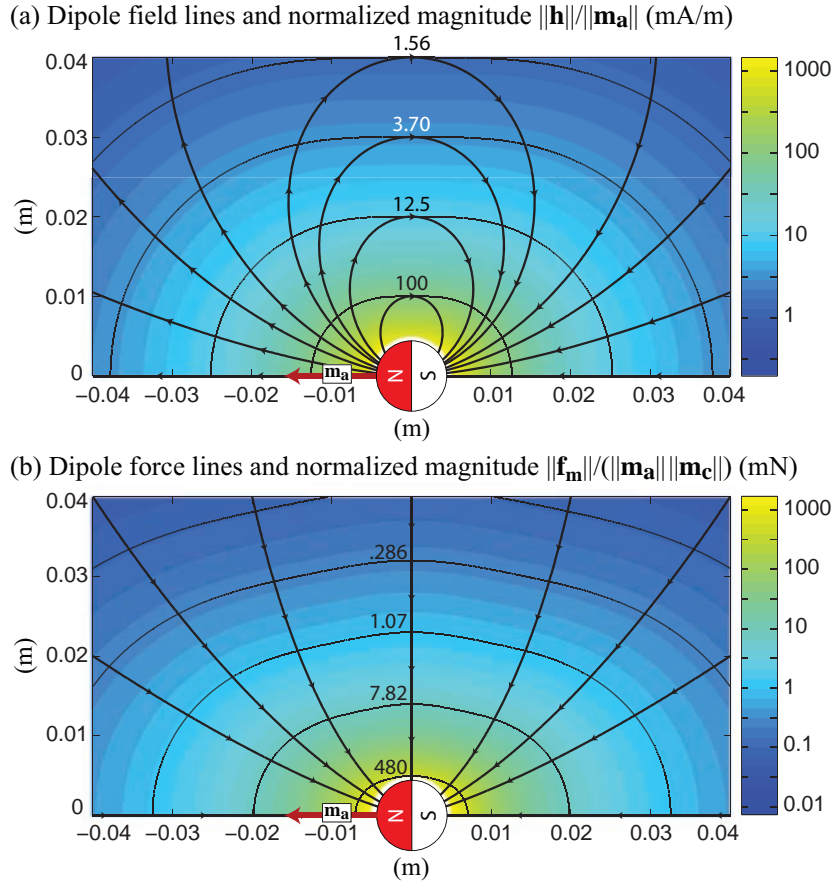 (a) Dipole field lines and normalized magnitude ||h||/||mₐ|| (mA/m)
1.56
0.04
1000
3.70
0.03
100
12.5
0.02
(m)
10
100
0.01
1
mₐ
N
S
0
−0.04 −0.03 −0.02 −0.01 0.01 0.02 0.03 0.04
(m)
(b) Dipole force lines and normalized magnitude ||fₘ||/(||mₐ|| ||m_c||) (mN)
0.04
1000
.286
100
0.03
1.07
10
0.02
(m)
7.82
1
0.01
0.1
480
mₐ
N
S
0
0.01
−0.04 −0.03 −0.02 −0.01 0.01 0.02 0.03 0.04
(m)